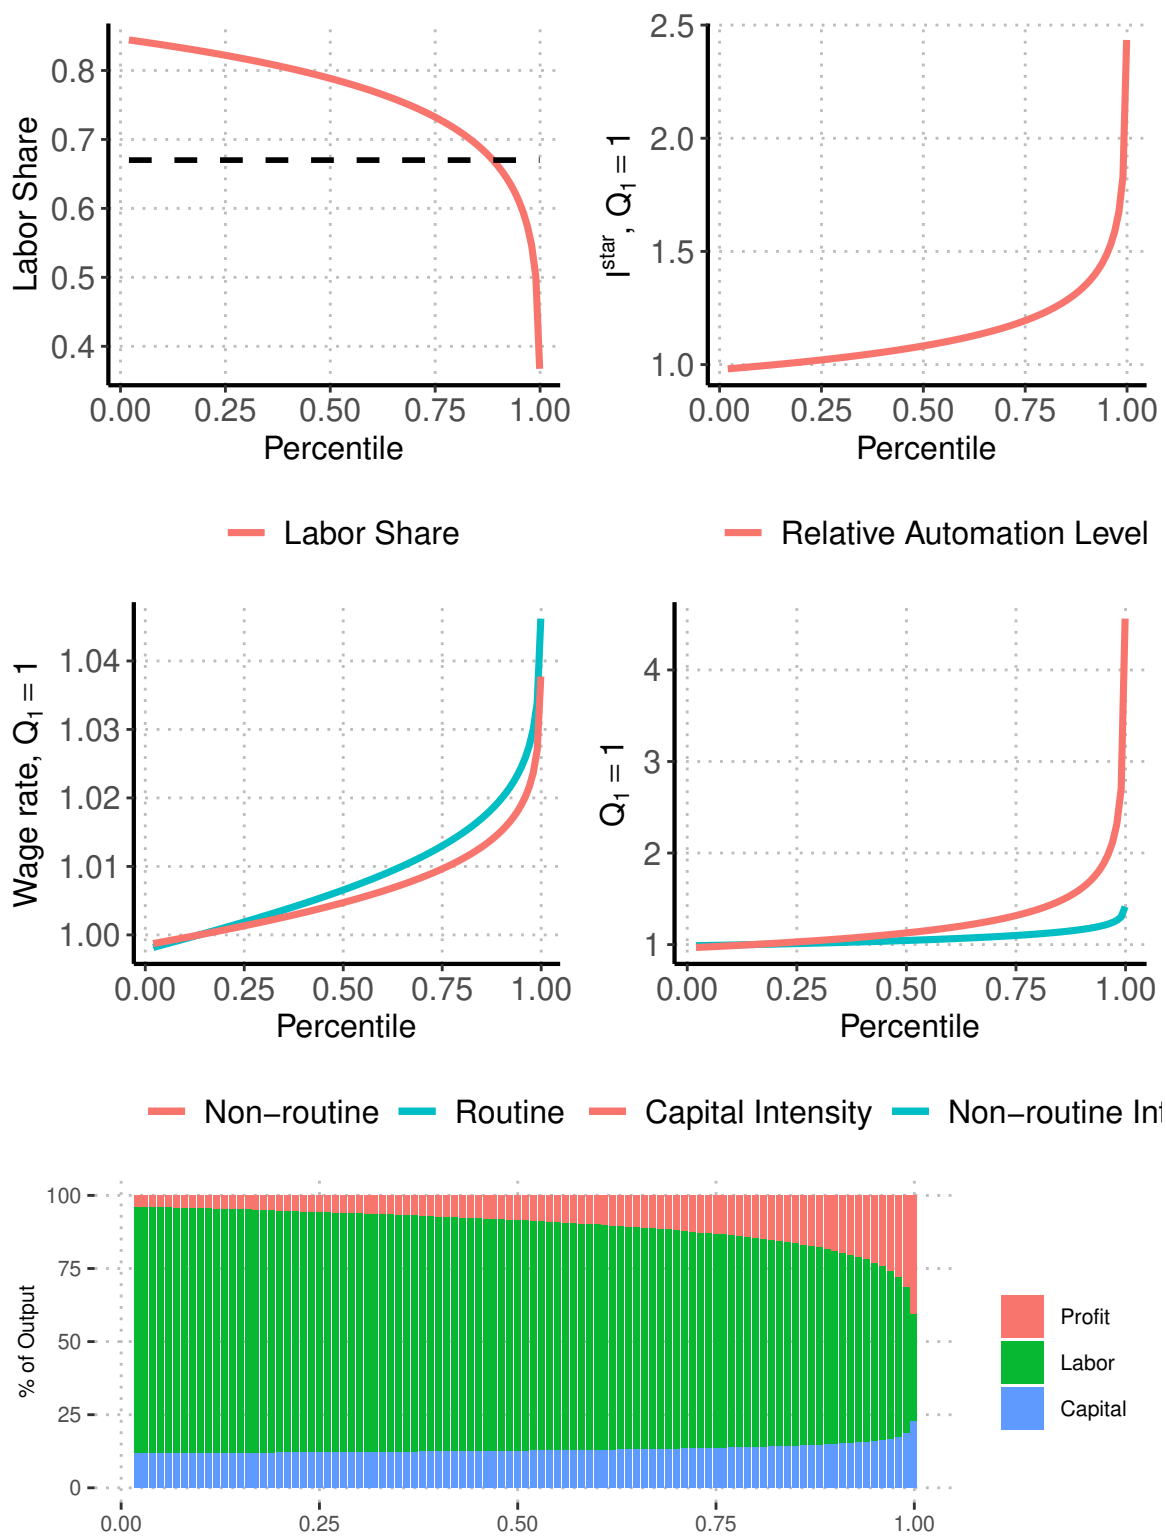 Labor Share
0.8
0.7
0.6
0.5
0.4
0.00 0.25 0.50 0.75 1.00
Percentile
Labor Share
I^star, Q₁ = 1
2.5
2.0
1.5
1.0
0.00 0.25 0.50 0.75 1.00
Percentile
Relative Automation Level
Wage rate, Q₁ = 1
1.04
1.03
1.02
1.01
1.00
0.00 0.25 0.50 0.75 1.00
Percentile
Q₁ = 1
4
3
2
1
0.00 0.25 0.50 0.75 1.00
Percentile
Non−routine Routine Capital Intensity Non−routine Int
% of Output
100
75
50
25
0
0.00 0.25 0.50 0.75 1.00
Profit
Labor
Capital